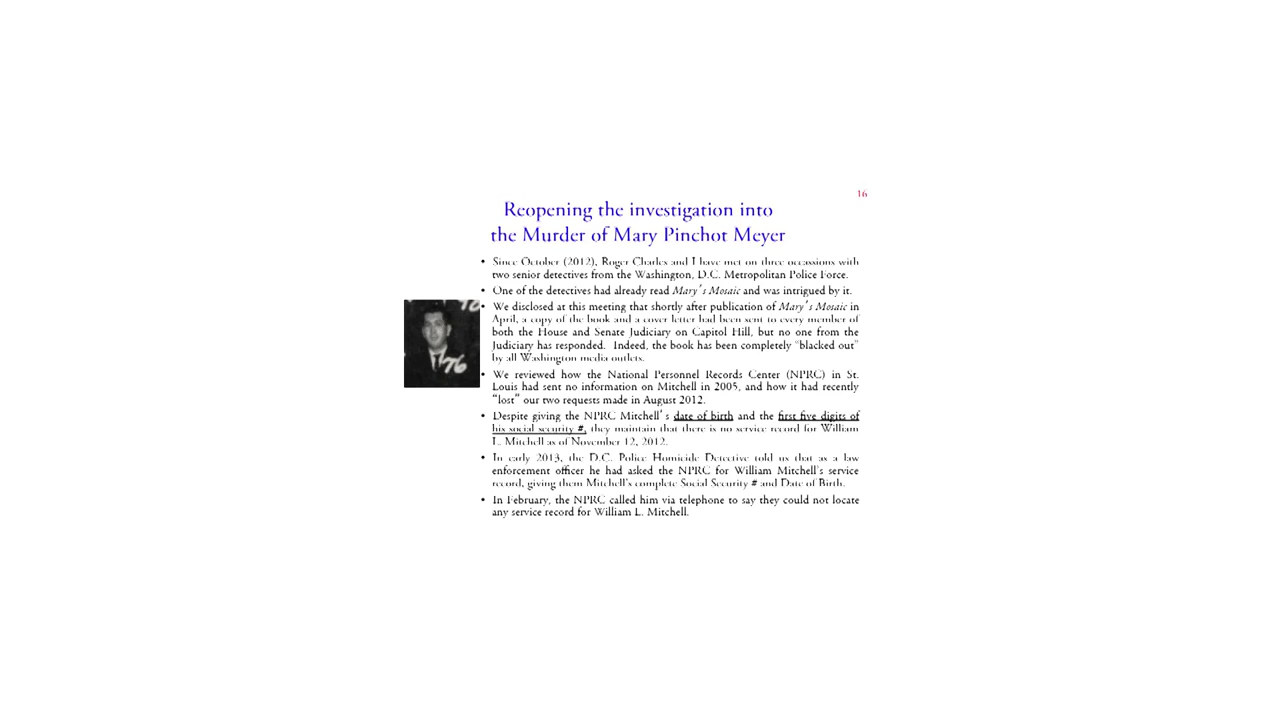 16
Reopening the investigation into
the Murder of Mary Pinchot Meyer
• Since October (2012), Roger Charles and I have met on three occassions with
two senior detectives from the Washington, D.C. Metropolitan Police Force.
• One of the detectives had already read Mary's Mosaic and was intrigued by it.
• We disclosed at this meeting that shortly after publication of Mary's Mosaic in
April, a copy of the book and a cover letter had been sent to every member of
both the House and Senate Judiciary on Capitol Hill, but no one from the
Judiciary has responded. Indeed, the book has been completely “blacked out”
by all Washington media outlets.
• We reviewed how the National Personnel Records Center (NPRC) in St.
Louis had sent no information on Mitchell in 2005, and how it had recently
“lost” our two requests made in August 2012.
• Despite giving the NPRC Mitchell's date of birth and the first five digits of
his social security #, they maintain that there is no service record for William
L. Mitchell as of November 12, 2012.
• In early 2013, the D.C. Police Homicide Detective told us that as a law
enforcement officer he had asked the NPRC for William Mitchell's service
record, giving them Mitchell's complete Social Security # and Date of Birth.
• In February, the NPRC called him via telephone to say they could not locate
any service record for William L. Mitchell.
76